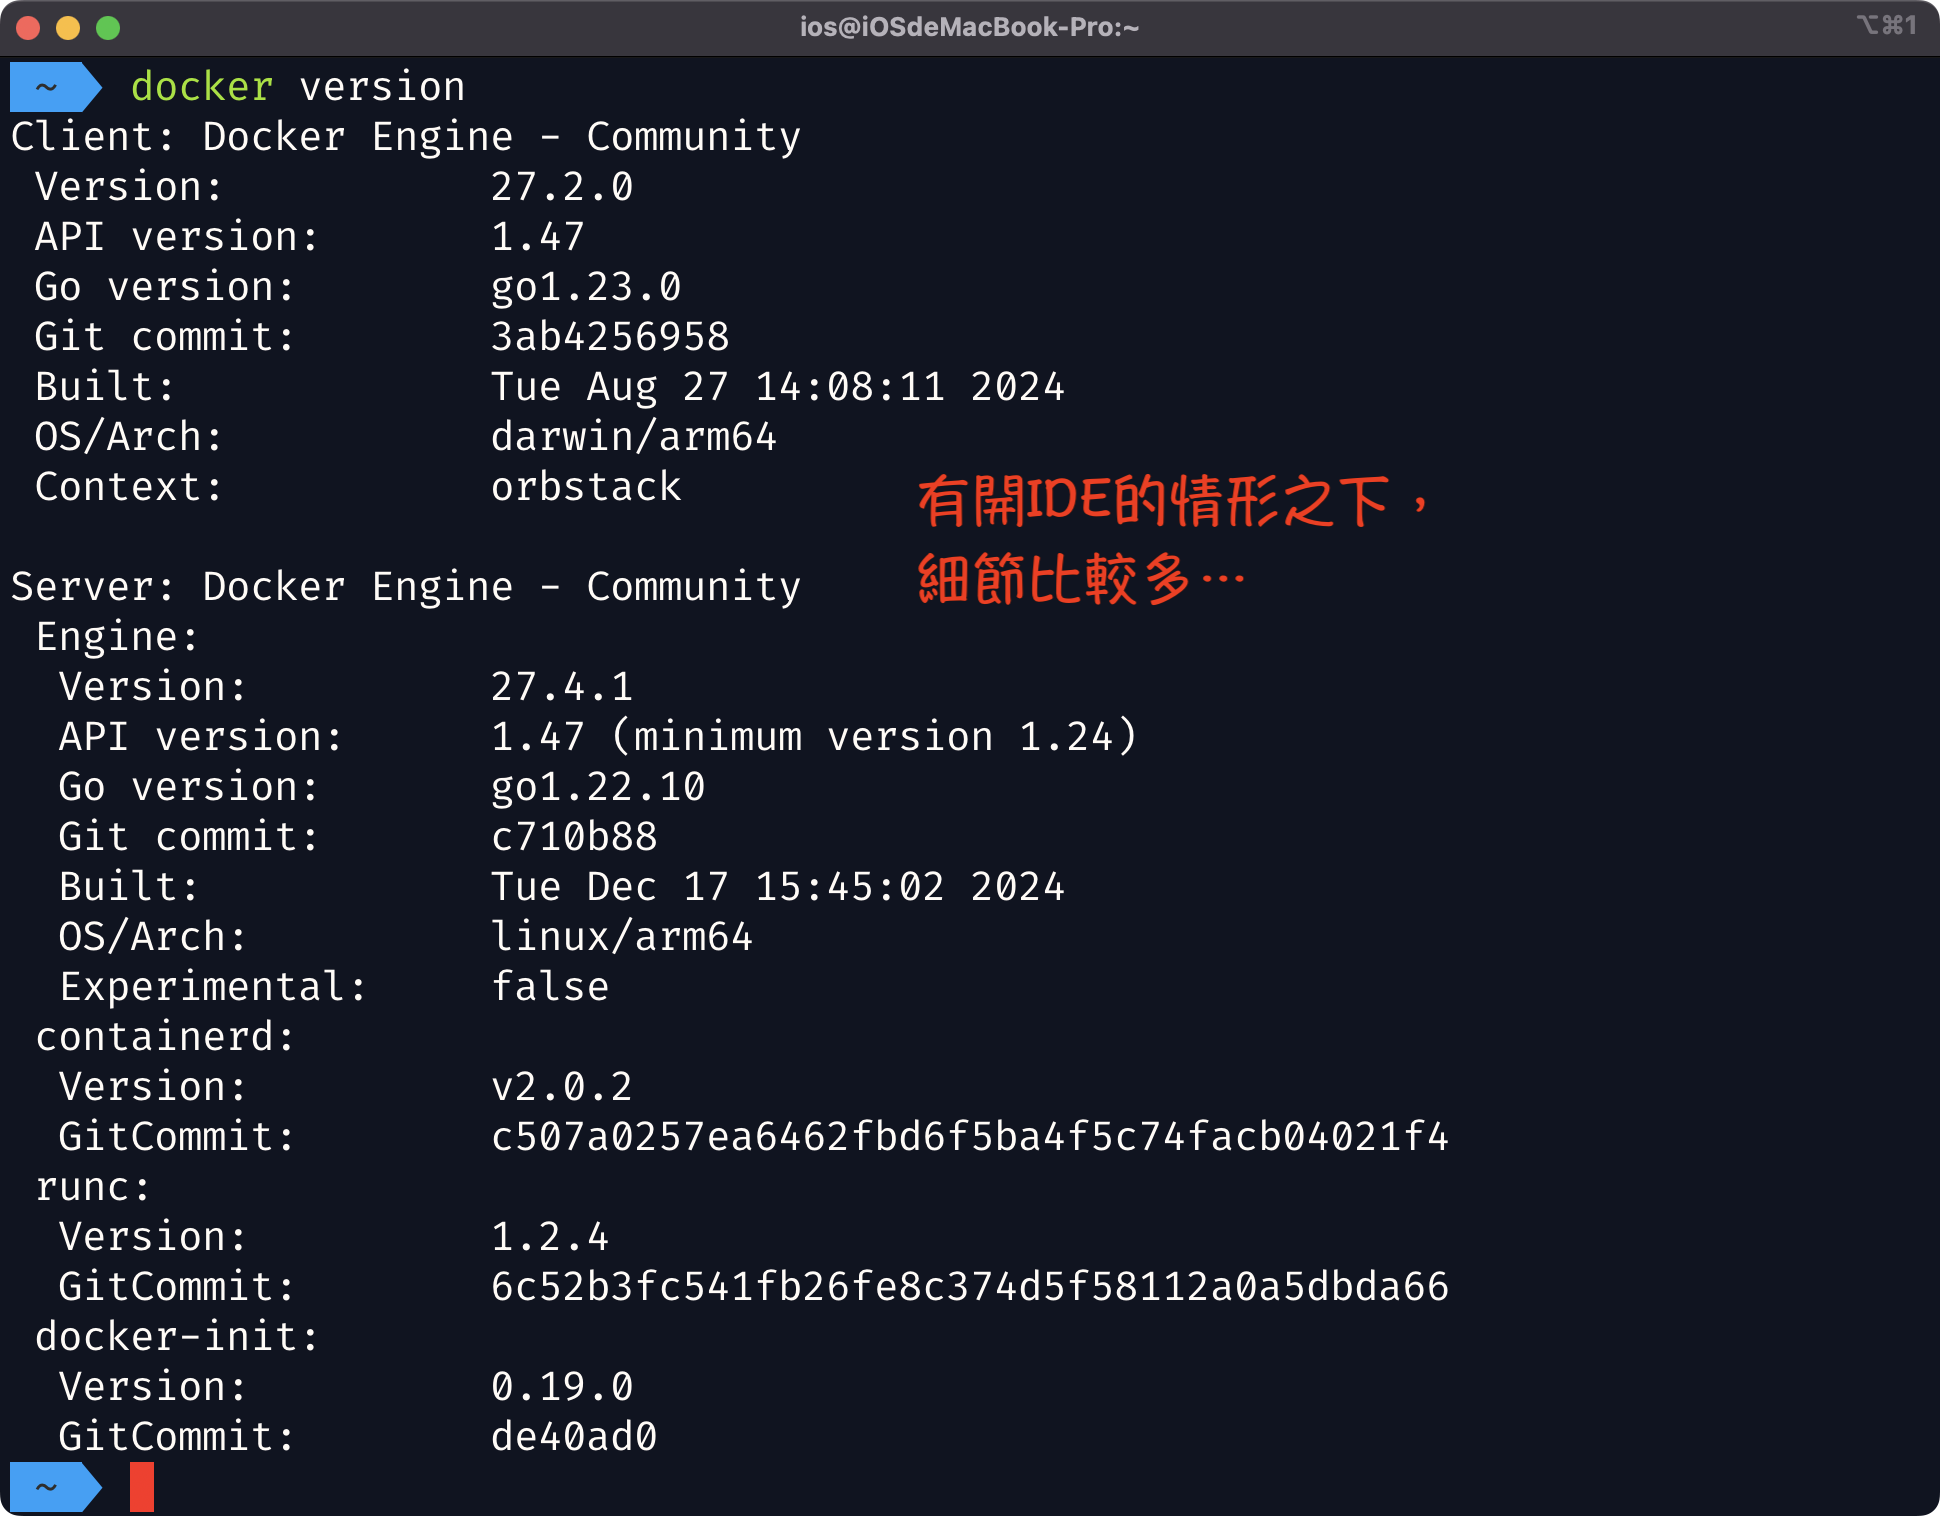 ios@iOSdeMacBook-Pro:~
⌥⌘1
~ docker version
Client: Docker Engine - Community
Version: 27.2.0
API version: 1.47
Go version: go1.23.0
Git commit: 3ab4256958
Built: Tue Aug 27 14:08:11 2024
OS/Arch: darwin/arm64
Context: orbstack
有開IDE的情形之下，
細節比較多…
Server: Docker Engine - Community
Engine:
Version: 27.4.1
API version: 1.47 (minimum version 1.24)
Go version: go1.22.10
Git commit: c710b88
Built: Tue Dec 17 15:45:02 2024
OS/Arch: linux/arm64
Experimental: false
containerd:
Version: v2.0.2
GitCommit: c507a0257ea6462fbd6f5ba4f5c74facb04021f4
runc:
Version: 1.2.4
GitCommit: 6c52b3fc541fb26fe8c374d5f58112a0a5dbda66
docker-init:
Version: 0.19.0
GitCommit: de40ad0
~